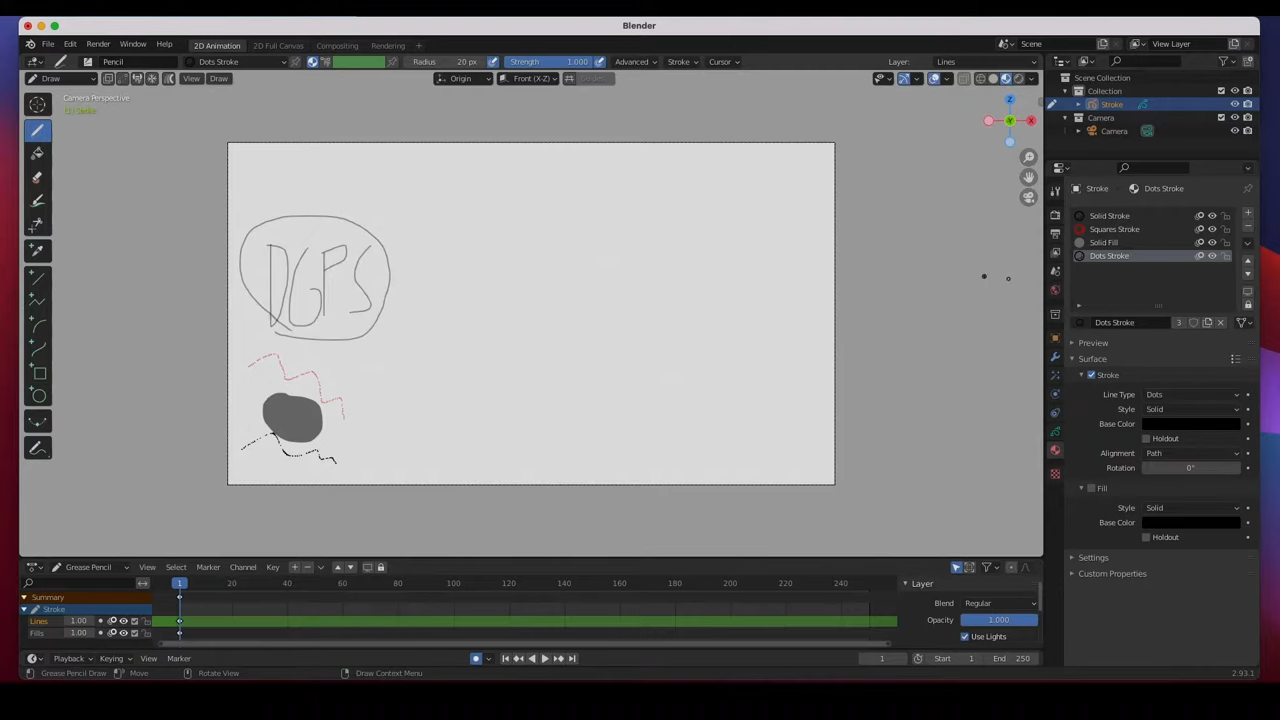 Blender
File Edit Render Window Help 2D Animation 2D Full Canvas Compositing Rendering + Scene View Layer
Pencil Dots Stroke Radius 20 px Strength 1.000 Advanced Stroke Cursor Layer: Lines
Draw View Draw Origin Front (X-Z) Guides
Camera Perspective
(1) Stroke
Z
Y
X
DGPS
Scene Collection
Collection
Stroke
Camera
Camera
Stroke Dots Stroke
Solid Stroke
Squares Stroke
Solid Fill
Dots Stroke
Dots Stroke 3
Preview
Surface
Stroke
Line Type Dots
Style Solid
Base Color
Holdout
Alignment Path
Rotation 0°
Fill
Style Solid
Base Color
Holdout
Settings
Custom Properties
Grease Pencil View Select Marker Channel Key
1 20 40 60 80 100 120 140 160 180 200 220 240
Summary
Stroke
Lines 1.00
Fills 1.00
Layer
Blend Regular
Opacity 1.000
Use Lights
Playback Keying View Marker 1 Start 1 End 250
Grease Pencil Draw Move Rotate View Draw Context Menu 2.93.1